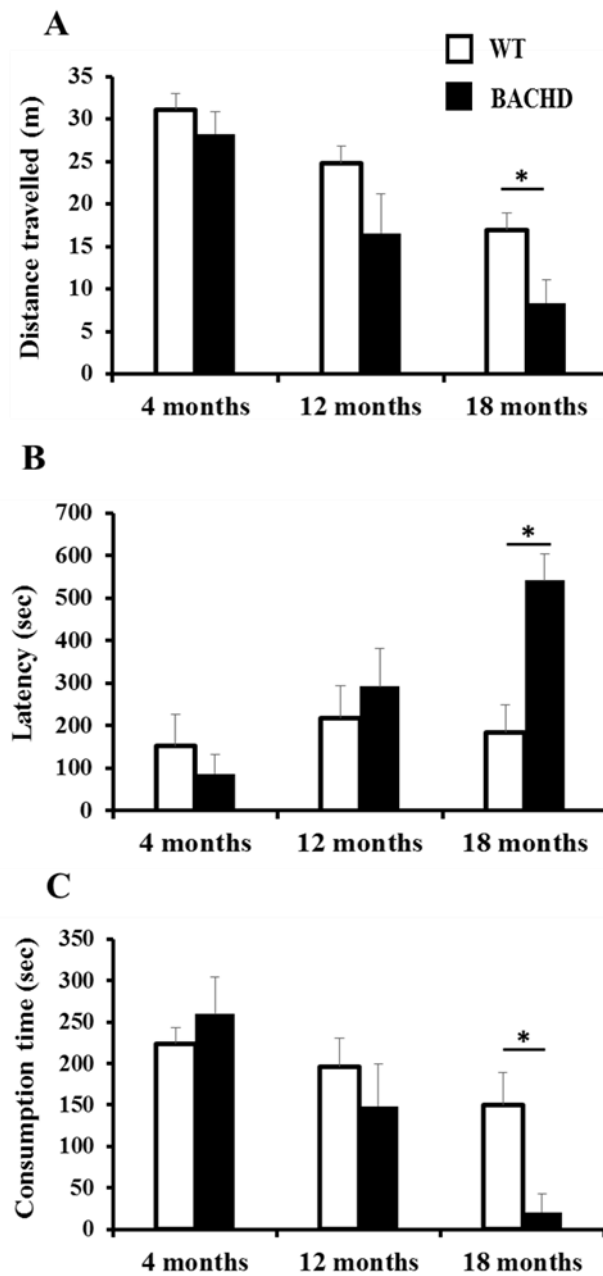 A
WT
BACHD
Distance travelled (m)
35
30
25
20
15
10
5
0
*
4 months 12 months 18 months
B
Latency (sec)
700
600
500
400
300
200
100
0
*
4 months 12 months 18 months
C
Consumption time (sec)
350
300
250
200
150
100
50
0
*
4 months 12 months 18 months